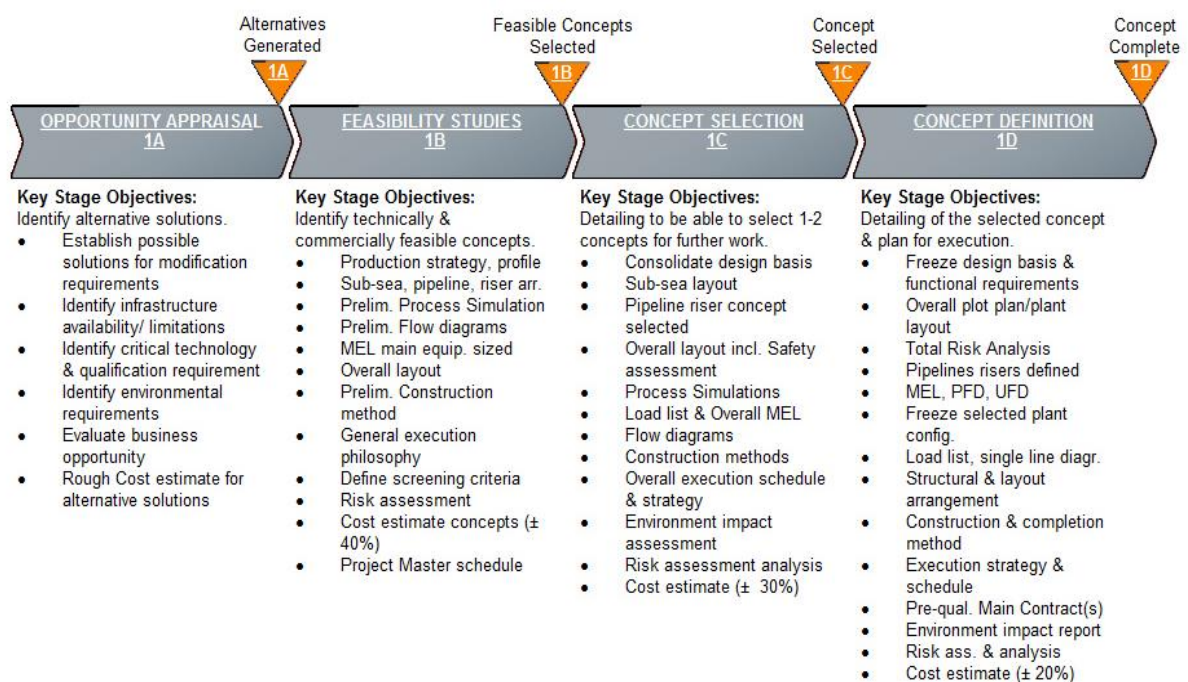 Alternatives
Generated
1A
Feasible Concepts
Selected
1B
Concept
Selected
1C
Concept
Complete
1D
OPPORTUNITY APPRAISAL
1A
FEASIBILITY STUDIES
1B
CONCEPT SELECTION
1C
CONCEPT DEFINITION
1D
Key Stage Objectives:
Identify alternative solutions.
• Establish possible
solutions for modification
requirements
• Identify infrastructure
availability/ limitations
• Identify critical technology
& qualification requirement
• Identify environmental
requirements
• Evaluate business
opportunity
• Rough Cost estimate for
alternative solutions
Key Stage Objectives:
Identify technically &
commercially feasible concepts.
• Production strategy, profile
• Sub-sea, pipeline, riser arr.
• Prelim. Process Simulation
• Prelim. Flow diagrams
• MEL main equip. sized
• Overall layout
• Prelim. Construction
method
• General execution
philosophy
• Define screening criteria
• Risk assessment
• Cost estimate concepts (±
40%)
• Project Master schedule
Key Stage Objectives:
Detailing to be able to select 1-2
concepts for further work.
• Consolidate design basis
• Sub-sea layout
• Pipeline riser concept
selected
• Overall layout incl. Safety
assessment
• Process Simulations
• Load list & Overall MEL
• Flow diagrams
• Construction methods
• Overall execution schedule
& strategy
• Environment impact
assessment
• Risk assessment analysis
• Cost estimate (± 30%)
Key Stage Objectives:
Detailing of the selected concept
& plan for execution.
• Freeze design basis &
functional requirements
• Overall plot plan/plant
layout
• Total Risk Analysis
• Pipelines risers defined
• MEL, PFD, UFD
• Freeze selected plant
config.
• Load list, single line diagr.
• Structural & layout
arrangement
• Construction & completion
method
• Execution strategy &
schedule
• Pre-qual. Main Contract(s)
• Environment impact report
• Risk ass. & analysis
• Cost estimate (± 20%)